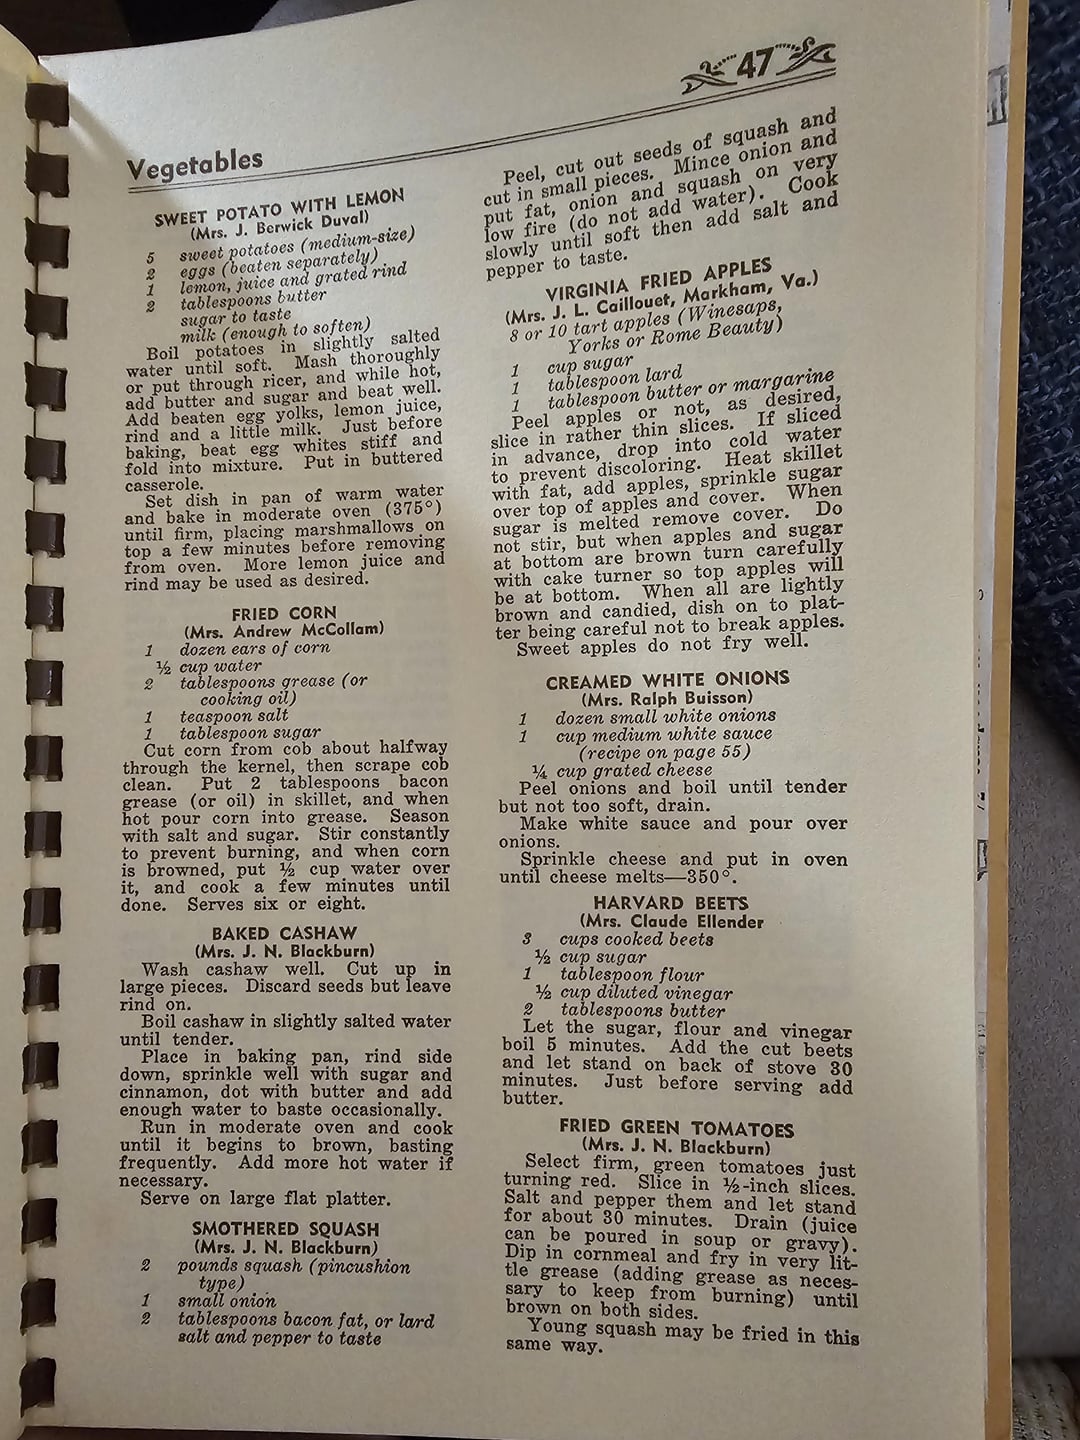 47
Vegetables
SWEET POTATO WITH LEMON
(Mrs. J. Berwick Duval)
5 sweet potatoes (medium-size)
2 eggs (beaten separately)
1 lemon, juice and grated rind
2 tablespoons butter
sugar to taste
milk (enough to soften)
Boil potatoes in slightly salted
water until soft. Mash thoroughly
or put through ricer, and while hot,
add butter and sugar and beat well.
Add beaten egg yolks, lemon juice,
rind and a little milk. Just before
baking, beat egg whites stiff and
fold into mixture. Put in buttered
casserole.
Set dish in pan of warm water
and bake in moderate oven (375°)
until firm, placing marshmallows on
top a few minutes before removing
from oven. More lemon juice and
rind may be used as desired.
FRIED CORN
(Mrs. Andrew McCollam)
1 dozen ears of corn
½ cup water
2 tablespoons grease (or
cooking oil)
1 teaspoon salt
1 tablespoon sugar
Cut corn from cob about halfway
through the kernel, then scrape cob
clean. Put 2 tablespoons bacon
grease (or oil) in skillet, and when
hot pour corn into grease. Season
with salt and sugar. Stir constantly
to prevent burning, and when corn
is browned, put ½ cup water over
it, and cook a few minutes until
done. Serves six or eight.
BAKED CASHAW
(Mrs. J. N. Blackburn)
Wash cashaw well. Cut up in
large pieces. Discard seeds but leave
rind on.
Boil cashaw in slightly salted water
until tender.
Place in baking pan, rind side
down, sprinkle well with sugar and
cinnamon, dot with butter and add
enough water to baste occasionally.
Run in moderate oven and cook
until it begins to brown, basting
frequently. Add more hot water if
necessary.
Serve on large flat platter.
SMOTHERED SQUASH
(Mrs. J. N. Blackburn)
2 pounds squash (pincushion
type)
1 small onion
2 tablespoons bacon fat, or lard
salt and pepper to taste
Peel, cut out seeds of squash and
cut in small pieces. Mince onion and
put fat, onion and squash on very
low fire (do not add water). Cook
slowly until soft then add salt and
pepper to taste.
VIRGINIA FRIED APPLES
(Mrs. J. L. Caillouet, Markham, Va.)
8 or 10 tart apples (Winesaps,
Yorks or Rome Beauty)
1 cup sugar
1 tablespoon lard
1 tablespoon butter or margarine
Peel apples or not, as desired,
slice in rather thin slices. If sliced
in advance, drop into cold water
to prevent discoloring. Heat skillet
with fat, add apples, sprinkle sugar
over top of apples and cover. When
sugar is melted remove cover. Do
not stir, but when apples and sugar
at bottom are brown turn carefully
with cake turner so top apples will
be at bottom. When all are lightly
brown and candied, dish on to plat-
ter being careful not to break apples.
Sweet apples do not fry well.
CREAMED WHITE ONIONS
(Mrs. Ralph Buisson)
1 dozen small white onions
1 cup medium white sauce
(recipe on page 55)
¼ cup grated cheese
Peel onions and boil until tender
but not too soft, drain.
Make white sauce and pour over
onions.
Sprinkle cheese and put in oven
until cheese melts—350°.
HARVARD BEETS
(Mrs. Claude Ellender
3 cups cooked beets
½ cup sugar
1 tablespoon flour
½ cup diluted vinegar
2 tablespoons butter
Let the sugar, flour and vinegar
boil 5 minutes. Add the cut beets
and let stand on back of stove 30
minutes. Just before serving add
butter.
FRIED GREEN TOMATOES
(Mrs. J. N. Blackburn)
Select firm, green tomatoes just
turning red. Slice in ½-inch slices.
Salt and pepper them and let stand
for about 30 minutes. Drain (juice
can be poured in soup or gravy).
Dip in cornmeal and fry in very lit-
tle grease (adding grease as neces-
sary to keep from burning) until
brown on both sides.
Young squash may be fried in this
same way.